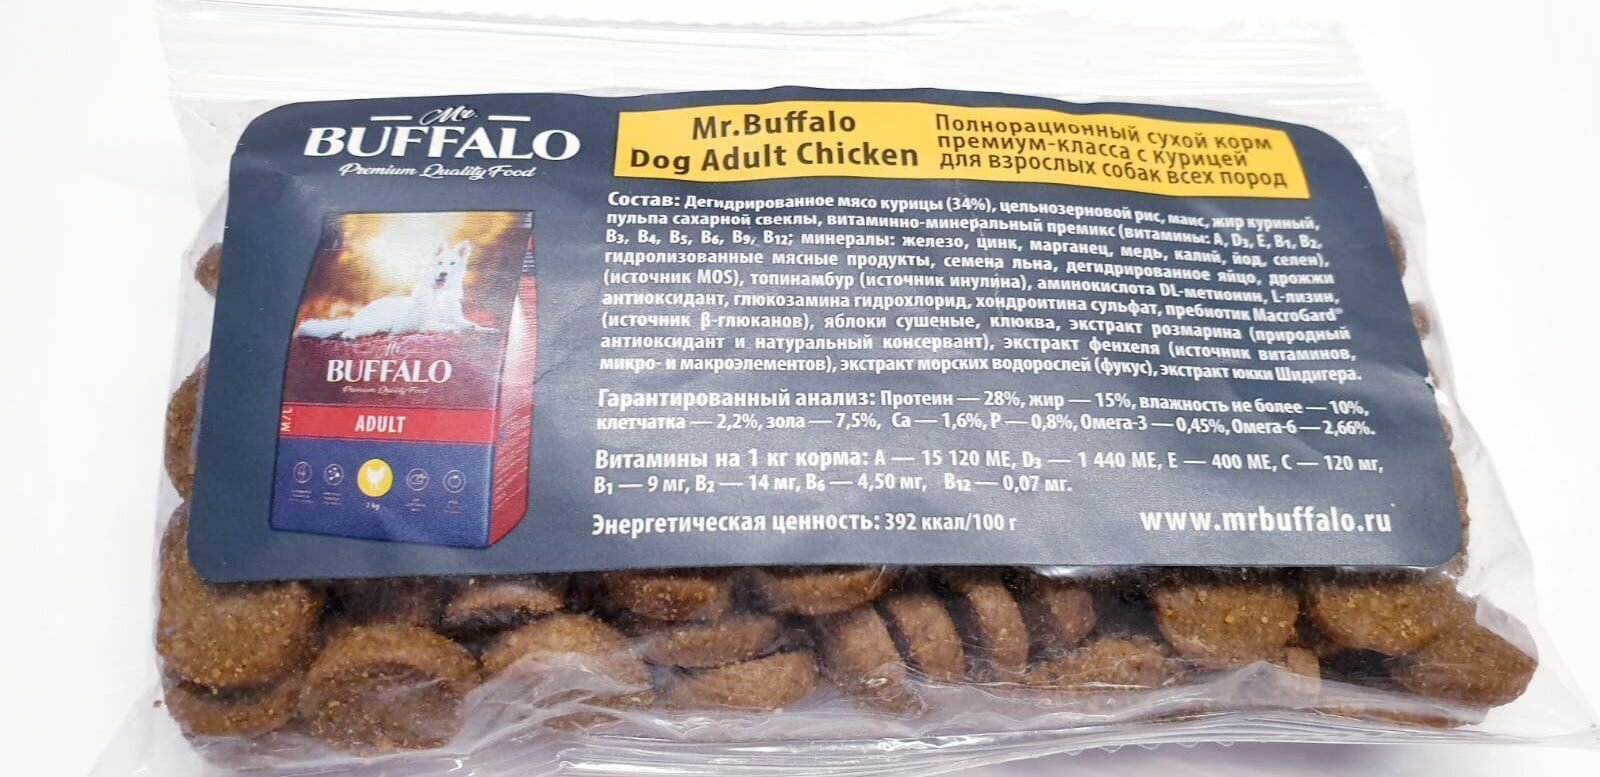 Mr.
BUFFALO
Premium Quality Food
Mr.Buffalo
Dog Adult Chicken
Полнорационный сухой корм
премиум-класса с курицей
для взрослых собак всех пород
Состав: Дегидрированное мясо курицы (34%), цельнозерновой рис, маис, жир куриный,
пульпа сахарной свеклы, витаминно-минеральный премикс (витамины: A, D₃, E, B₁, B₂,
B₃, B₄, B₅, B₆, B₉, B₁₂; минералы: железо, цинк, марганец, медь, калий, йод, селен),
гидролизованные мясные продукты, семена льна, дегидрированное яйцо, дрожжи
(источник MOS), топинамбур (источник инулина), аминокислота DL-метионин, L-лизин,
антиоксидант, глюкозамина гидрохлорид, хондроитина сульфат, пребиотик MacroGard®
(источник β-глюканов), яблоки сушеные, клюква, экстракт розмарина (природный
антиоксидант и натуральный консервант), экстракт фенхеля (источник витаминов,
микро- и макроэлементов), экстракт морских водорослей (фукус), экстракт юкки Шидигера.
Гарантированный анализ: Протеин — 28%, жир — 15%, влажность не более — 10%,
клетчатка — 2,2%, зола — 7,5%, Ca — 1,6%, P — 0,8%, Омега-3 — 0,45%, Омега-6 — 2,66%.
Витамины на 1 кг корма: A — 15 120 МЕ, D₃ — 1 440 МЕ, E — 400 МЕ, C — 120 мг,
B₁ — 9 мг, B₂ — 14 мг, B₆ — 4,50 мг, B₁₂ — 0,07 мг.
Энергетическая ценность: 392 ккал/100 г
www.mrbuffalo.ru
Mr.
BUFFALO
Premium Quality Food
M/L
ADULT
2 kg